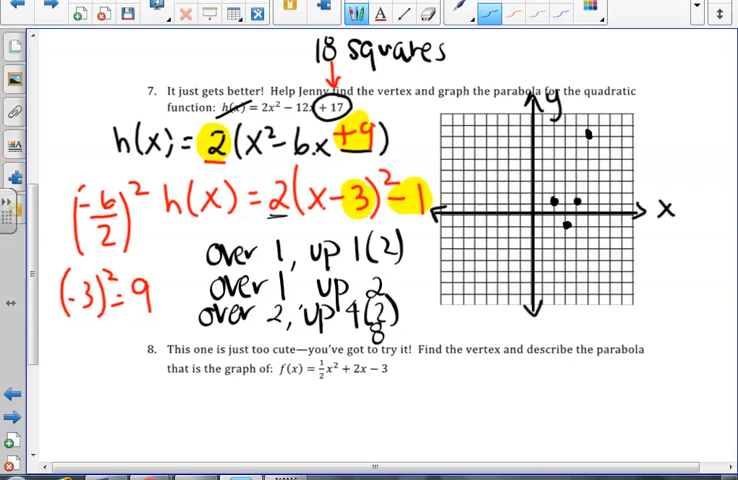 18 squares
7. It just gets better! Help Jenny find the vertex and graph the parabola for the quadratic
function: h(x) = 2x² − 12x + 17
y
h(x) = 2(x² - 6x +9)
(-6/2)² h(x) = 2(x-3)² -1
x
over 1, up 1(2)
(-3)² = 9
over 1 up 2
over 2, up 4(2)
8
8. This one is just too cute—you've got to try it! Find the vertex and describe the parabola
that is the graph of: f(x) = ½x² + 2x − 3